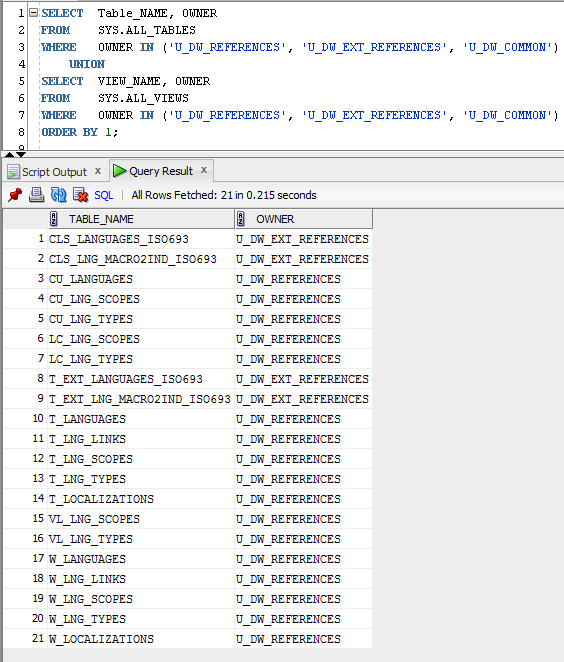 1 SELECT Table_NAME, OWNER
2 FROM SYS.ALL_TABLES
3 WHERE OWNER IN ('U_DW_REFERENCES', 'U_DW_EXT_REFERENCES', 'U_DW_COMMON')
4 UNION
5 SELECT VIEW_NAME, OWNER
6 FROM SYS.ALL_VIEWS
7 WHERE OWNER IN ('U_DW_REFERENCES', 'U_DW_EXT_REFERENCES', 'U_DW_COMMON')
8 ORDER BY 1;
9
Script Output x Query Result x
SQL | All Rows Fetched: 21 in 0.215 seconds
TABLE_NAME OWNER
1 CLS_LANGUAGES_ISO693 U_DW_EXT_REFERENCES
2 CLS_LNG_MACRO2IND_ISO693 U_DW_EXT_REFERENCES
3 CU_LANGUAGES U_DW_REFERENCES
4 CU_LNG_SCOPES U_DW_REFERENCES
5 CU_LNG_TYPES U_DW_REFERENCES
6 LC_LNG_SCOPES U_DW_REFERENCES
7 LC_LNG_TYPES U_DW_REFERENCES
8 T_EXT_LANGUAGES_ISO693 U_DW_EXT_REFERENCES
9 T_EXT_LNG_MACRO2IND_ISO693 U_DW_EXT_REFERENCES
10 T_LANGUAGES U_DW_REFERENCES
11 T_LNG_LINKS U_DW_REFERENCES
12 T_LNG_SCOPES U_DW_REFERENCES
13 T_LNG_TYPES U_DW_REFERENCES
14 T_LOCALIZATIONS U_DW_REFERENCES
15 VL_LNG_SCOPES U_DW_REFERENCES
16 VL_LNG_TYPES U_DW_REFERENCES
17 W_LANGUAGES U_DW_REFERENCES
18 W_LNG_LINKS U_DW_REFERENCES
19 W_LNG_SCOPES U_DW_REFERENCES
20 W_LNG_TYPES U_DW_REFERENCES
21 W_LOCALIZATIONS U_DW_REFERENCES